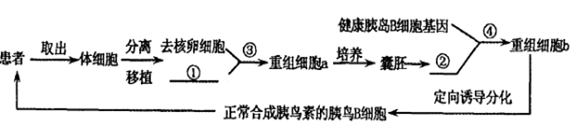 健康胰岛B细胞基因
④
患者 取出 体细胞 分离 移植 去核卵细胞 ① ③ 重组细胞a 培养 囊胚 ② 重组细胞b
定向诱导分化
正常合成胰岛素的胰鸟B细胞